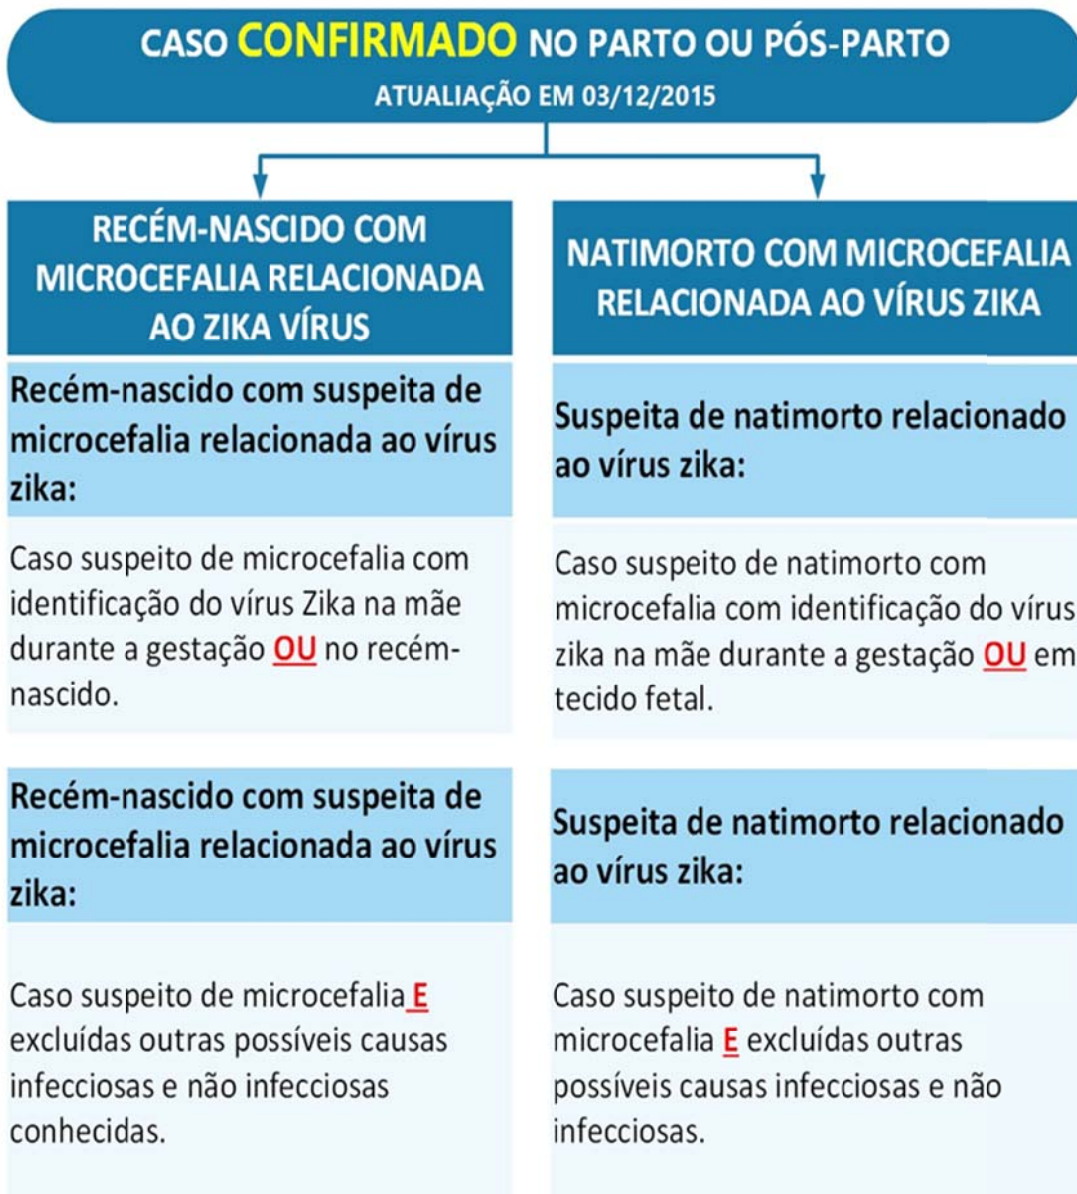 CASO CONFIRMADO NO PARTO OU PÓS-PARTO
ATUALIAÇÃO EM 03/12/2015
RECÉM-NASCIDO COM
MICROCEFALIA RELACIONADA
AO ZIKA VÍRUS
Recém-nascido com suspeita de
microcefalia relacionada ao vírus
zika:
Caso suspeito de microcefalia com
identificação do vírus Zika na mãe
durante a gestação OU no recém-
nascido.
Recém-nascido com suspeita de
microcefalia relacionada ao vírus
zika:
Caso suspeito de microcefalia E
excluídas outras possíveis causas
infecciosas e não infecciosas
conhecidas.
NATIMORTO COM MICROCEFALIA
RELACIONADA AO VÍRUS ZIKA
Suspeita de natimorto relacionado
ao vírus zika:
Caso suspeito de natimorto com
microcefalia com identificação do vírus
zika na mãe durante a gestação OU em
tecido fetal.
Suspeita de natimorto relacionado
ao vírus zika:
Caso suspeito de natimorto com
microcefalia E excluídas outras
possíveis causas infecciosas e não
infecciosas.